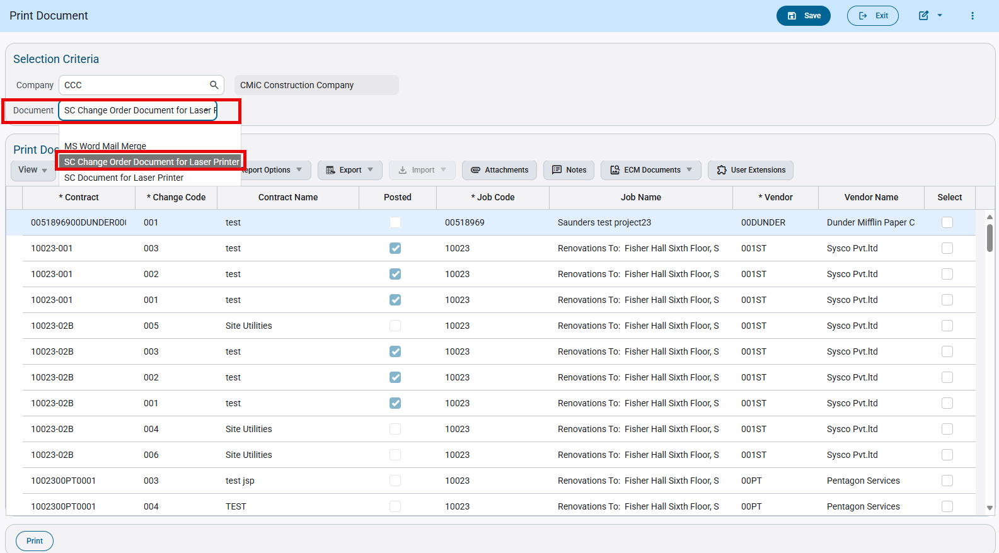 Print Document
Save
Exit
Selection Criteria
Company
CCC
CMiC Construction Company
Document
SC Change Order Document for Laser
MS Word Mail Merge
SC Change Order Document for Laser Printer
SC Document for Laser Printer
Print
View
Options
Export
Import
Attachments
Notes
ECM Documents
User Extensions
* Contract * Change Code Contract Name Posted * Job Code Job Name * Vendor Vendor Name Select
0051896900DUNDER00 001 test 00518969 Saunders test project23 00DUNDER Dunder Mifflin Paper C
10023-001 003 test 10023 Renovations To: Fisher Hall Sixth Floor, S 001ST Sysco Pvt.ltd
10023-001 002 test 10023 Renovations To: Fisher Hall Sixth Floor, S 001ST Sysco Pvt.ltd
10023-001 001 test 10023 Renovations To: Fisher Hall Sixth Floor, S 001ST Sysco Pvt.ltd
10023-02B 005 Site Utilities 10023 Renovations To: Fisher Hall Sixth Floor, S 001ST Sysco Pvt.ltd
10023-02B 003 test 10023 Renovations To: Fisher Hall Sixth Floor, S 001ST Sysco Pvt.ltd
10023-02B 002 test 10023 Renovations To: Fisher Hall Sixth Floor, S 001ST Sysco Pvt.ltd
10023-02B 001 test 10023 Renovations To: Fisher Hall Sixth Floor, S 001ST Sysco Pvt.ltd
10023-02B 004 Site Utilities 10023 Renovations To: Fisher Hall Sixth Floor, S 001ST Sysco Pvt.ltd
10023-02B 006 Site Utilities 10023 Renovations To: Fisher Hall Sixth Floor, S 001ST Sysco Pvt.ltd
1002300PT0001 003 test jsp 10023 Renovations To: Fisher Hall Sixth Floor, S 00PT Pentagon Services
1002300PT0001 004 TEST 10023 Renovations To: Fisher Hall Sixth Floor, S 00PT Pentagon Services
Print